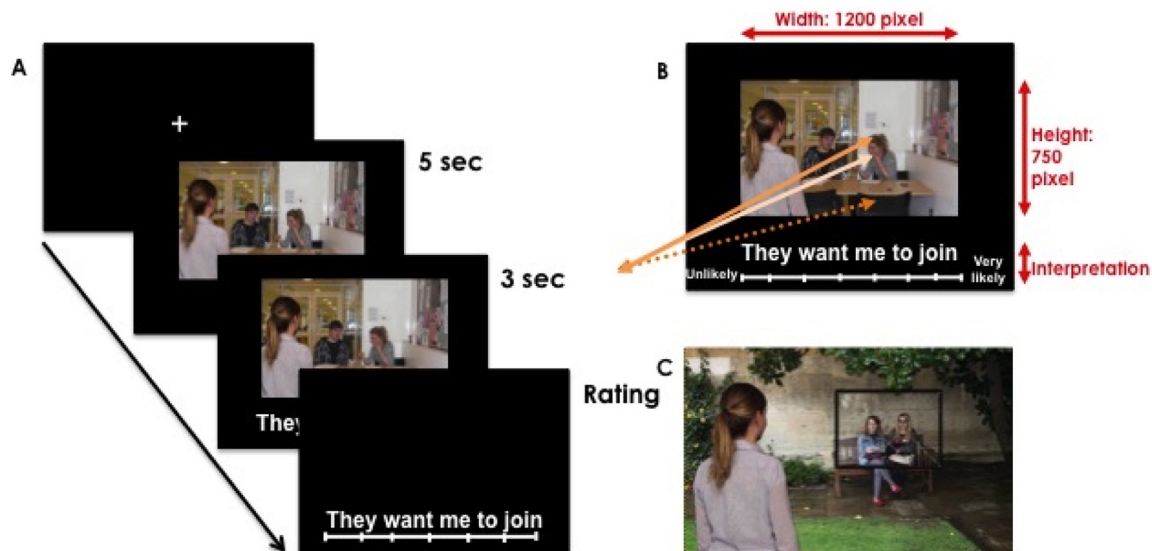 A
5 sec
3 sec
They
Rating
They want me to join
B
Width: 1200 pixel
Height:
750
pixel
They want me to join
Unlikely
Very
likely
Interpretation
C